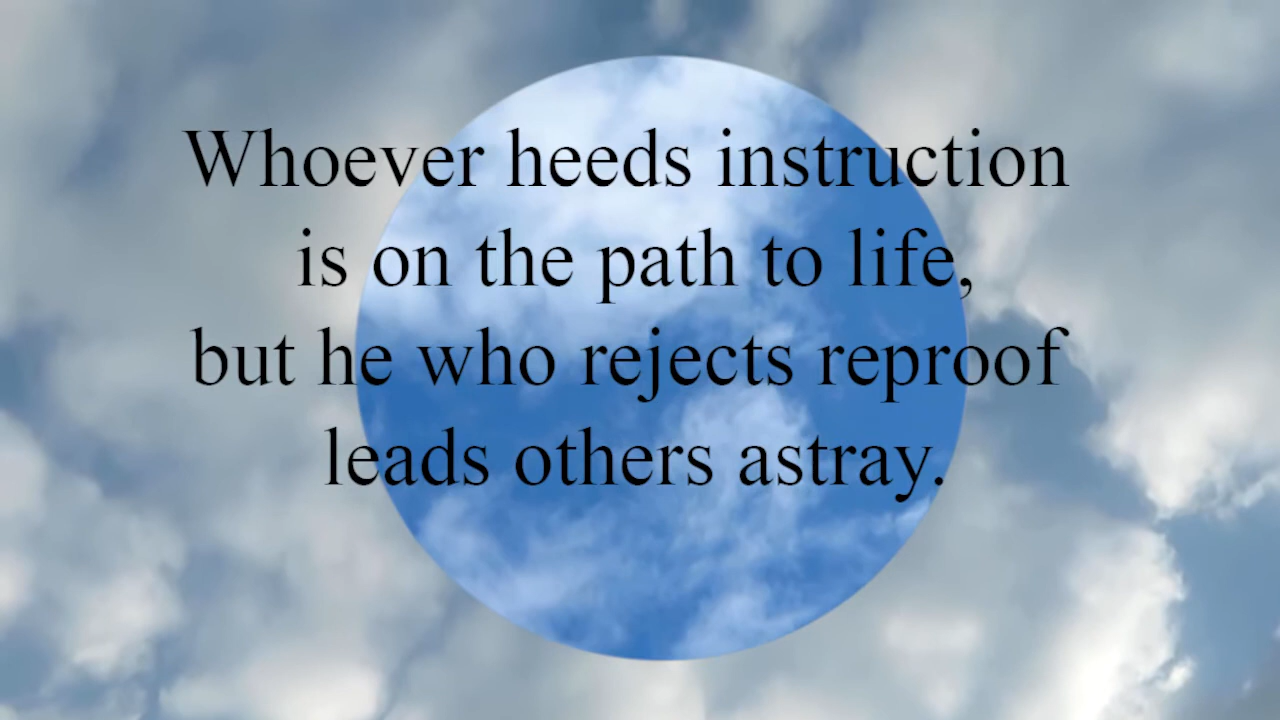 Whoever heeds instruction
is on the path to life,
but he who rejects reproof
leads others astray.